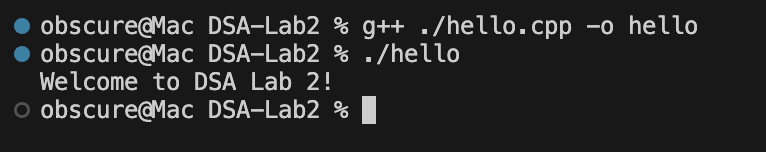 obscure@Mac DSA-Lab2 % g++ ./hello.cpp -o hello
obscure@Mac DSA-Lab2 % ./hello
Welcome to DSA Lab 2!
obscure@Mac DSA-Lab2 %